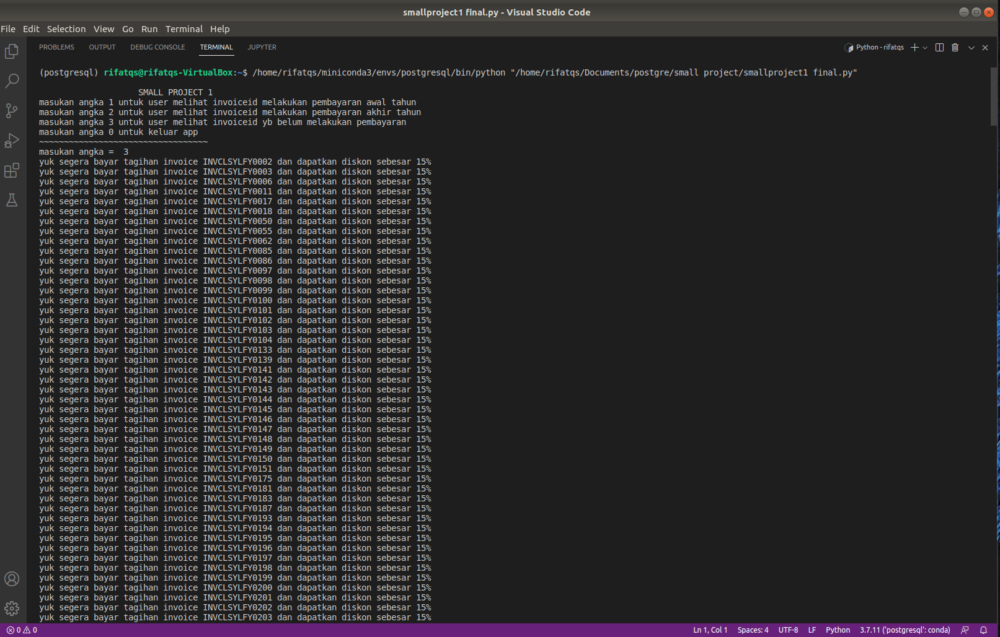 smallproject1 final.py - Visual Studio Code
File Edit Selection View Go Run Terminal Help
PROBLEMS OUTPUT DEBUG CONSOLE TERMINAL JUPYTER Python - rifatqs
(postgresql) rifatqs@rifatqs-VirtualBox:~$ /home/rifatqs/miniconda3/envs/postgresql/bin/python "/home/rifatqs/Documents/postgre/small project/smallproject1 final.py"
SMALL PROJECT 1
masukan angka 1 untuk user melihat invoiceid melakukan pembayaran awal tahun
masukan angka 2 untuk user melihat invoiceid melakukan pembayaran akhir tahun
masukan angka 3 untuk user melihat invoiceid yb belum melakukan pembayaran
masukan angka 0 untuk keluar app
~~~~~~~~~~~~~~~~~~~~~~~~~~~~~~~~~~
masukan angka =  3
yuk segera bayar tagihan invoice INVCLSYLFY0002 dan dapatkan diskon sebesar 15%
yuk segera bayar tagihan invoice INVCLSYLFY0003 dan dapatkan diskon sebesar 15%
yuk segera bayar tagihan invoice INVCLSYLFY0006 dan dapatkan diskon sebesar 15%
yuk segera bayar tagihan invoice INVCLSYLFY0011 dan dapatkan diskon sebesar 15%
yuk segera bayar tagihan invoice INVCLSYLFY0017 dan dapatkan diskon sebesar 15%
yuk segera bayar tagihan invoice INVCLSYLFY0018 dan dapatkan diskon sebesar 15%
yuk segera bayar tagihan invoice INVCLSYLFY0050 dan dapatkan diskon sebesar 15%
yuk segera bayar tagihan invoice INVCLSYLFY0055 dan dapatkan diskon sebesar 15%
yuk segera bayar tagihan invoice INVCLSYLFY0062 dan dapatkan diskon sebesar 15%
yuk segera bayar tagihan invoice INVCLSYLFY0085 dan dapatkan diskon sebesar 15%
yuk segera bayar tagihan invoice INVCLSYLFY0086 dan dapatkan diskon sebesar 15%
yuk segera bayar tagihan invoice INVCLSYLFY0097 dan dapatkan diskon sebesar 15%
yuk segera bayar tagihan invoice INVCLSYLFY0098 dan dapatkan diskon sebesar 15%
yuk segera bayar tagihan invoice INVCLSYLFY0099 dan dapatkan diskon sebesar 15%
yuk segera bayar tagihan invoice INVCLSYLFY0100 dan dapatkan diskon sebesar 15%
yuk segera bayar tagihan invoice INVCLSYLFY0101 dan dapatkan diskon sebesar 15%
yuk segera bayar tagihan invoice INVCLSYLFY0102 dan dapatkan diskon sebesar 15%
yuk segera bayar tagihan invoice INVCLSYLFY0103 dan dapatkan diskon sebesar 15%
yuk segera bayar tagihan invoice INVCLSYLFY0104 dan dapatkan diskon sebesar 15%
yuk segera bayar tagihan invoice INVCLSYLFY0133 dan dapatkan diskon sebesar 15%
yuk segera bayar tagihan invoice INVCLSYLFY0139 dan dapatkan diskon sebesar 15%
yuk segera bayar tagihan invoice INVCLSYLFY0141 dan dapatkan diskon sebesar 15%
yuk segera bayar tagihan invoice INVCLSYLFY0142 dan dapatkan diskon sebesar 15%
yuk segera bayar tagihan invoice INVCLSYLFY0143 dan dapatkan diskon sebesar 15%
yuk segera bayar tagihan invoice INVCLSYLFY0144 dan dapatkan diskon sebesar 15%
yuk segera bayar tagihan invoice INVCLSYLFY0145 dan dapatkan diskon sebesar 15%
yuk segera bayar tagihan invoice INVCLSYLFY0146 dan dapatkan diskon sebesar 15%
yuk segera bayar tagihan invoice INVCLSYLFY0147 dan dapatkan diskon sebesar 15%
yuk segera bayar tagihan invoice INVCLSYLFY0148 dan dapatkan diskon sebesar 15%
yuk segera bayar tagihan invoice INVCLSYLFY0149 dan dapatkan diskon sebesar 15%
yuk segera bayar tagihan invoice INVCLSYLFY0150 dan dapatkan diskon sebesar 15%
yuk segera bayar tagihan invoice INVCLSYLFY0151 dan dapatkan diskon sebesar 15%
yuk segera bayar tagihan invoice INVCLSYLFY0175 dan dapatkan diskon sebesar 15%
yuk segera bayar tagihan invoice INVCLSYLFY0181 dan dapatkan diskon sebesar 15%
yuk segera bayar tagihan invoice INVCLSYLFY0183 dan dapatkan diskon sebesar 15%
yuk segera bayar tagihan invoice INVCLSYLFY0187 dan dapatkan diskon sebesar 15%
yuk segera bayar tagihan invoice INVCLSYLFY0193 dan dapatkan diskon sebesar 15%
yuk segera bayar tagihan invoice INVCLSYLFY0194 dan dapatkan diskon sebesar 15%
yuk segera bayar tagihan invoice INVCLSYLFY0195 dan dapatkan diskon sebesar 15%
yuk segera bayar tagihan invoice INVCLSYLFY0196 dan dapatkan diskon sebesar 15%
yuk segera bayar tagihan invoice INVCLSYLFY0197 dan dapatkan diskon sebesar 15%
yuk segera bayar tagihan invoice INVCLSYLFY0198 dan dapatkan diskon sebesar 15%
yuk segera bayar tagihan invoice INVCLSYLFY0199 dan dapatkan diskon sebesar 15%
yuk segera bayar tagihan invoice INVCLSYLFY0200 dan dapatkan diskon sebesar 15%
yuk segera bayar tagihan invoice INVCLSYLFY0201 dan dapatkan diskon sebesar 15%
yuk segera bayar tagihan invoice INVCLSYLFY0202 dan dapatkan diskon sebesar 15%
yuk segera bayar tagihan invoice INVCLSYLFY0203 dan dapatkan diskon sebesar 15%
0 0 Ln 1, Col 1 Spaces: 4 UTF-8 LF Python 3.7.11 ('postgresql': conda)